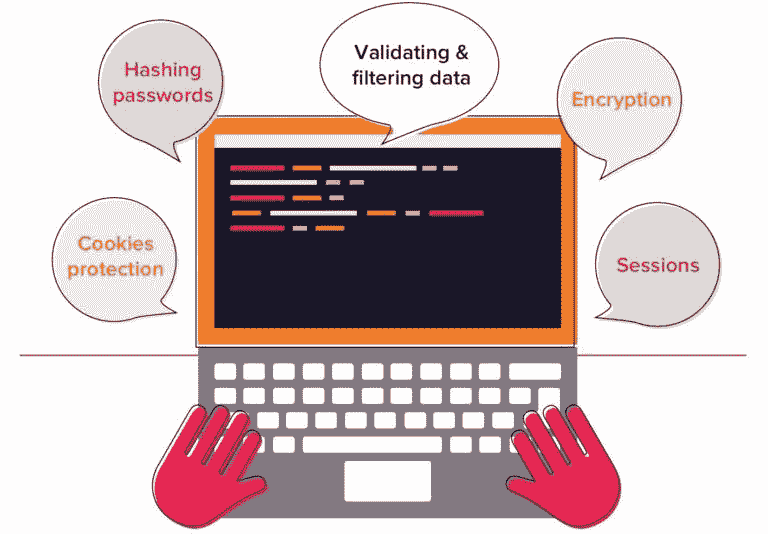 Hashing
passwords
Validating &
filtering data
Encryption
Cookies
protection
Sessions